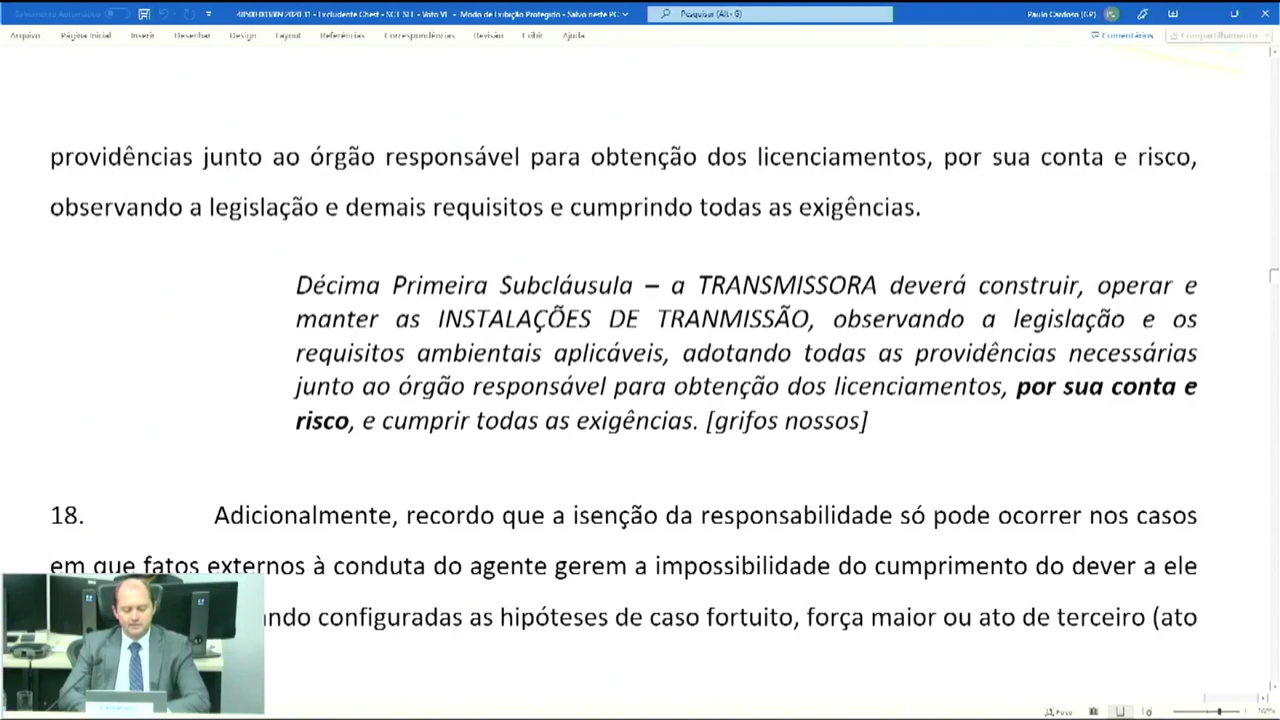 Pesquisar (Alt+G)
Arquivo Página Inicial Inserir Desenhar Design Layout Referências Correspondências Revisão Exibir Ajuda
Comentários Compartilhamento
providências junto ao órgão responsável para obtenção dos licenciamentos, por sua conta e risco,
observando a legislação e demais requisitos e cumprindo todas as exigências.
Décima Primeira Subcláusula – a TRANSMISSORA deverá construir, operar e
manter as INSTALAÇÕES DE TRANMISSÃO, observando a legislação e os
requisitos ambientais aplicáveis, adotando todas as providências necessárias
junto ao órgão responsável para obtenção dos licenciamentos, por sua conta e
risco, e cumprir todas as exigências. [grifos nossos]
18. Adicionalmente, recordo que a isenção da responsabilidade só pode ocorrer nos casos
em que fatos externos à conduta do agente gerem a impossibilidade do cumprimento do dever a ele
ndo configuradas as hipóteses de caso fortuito, força maior ou ato de terceiro (ato